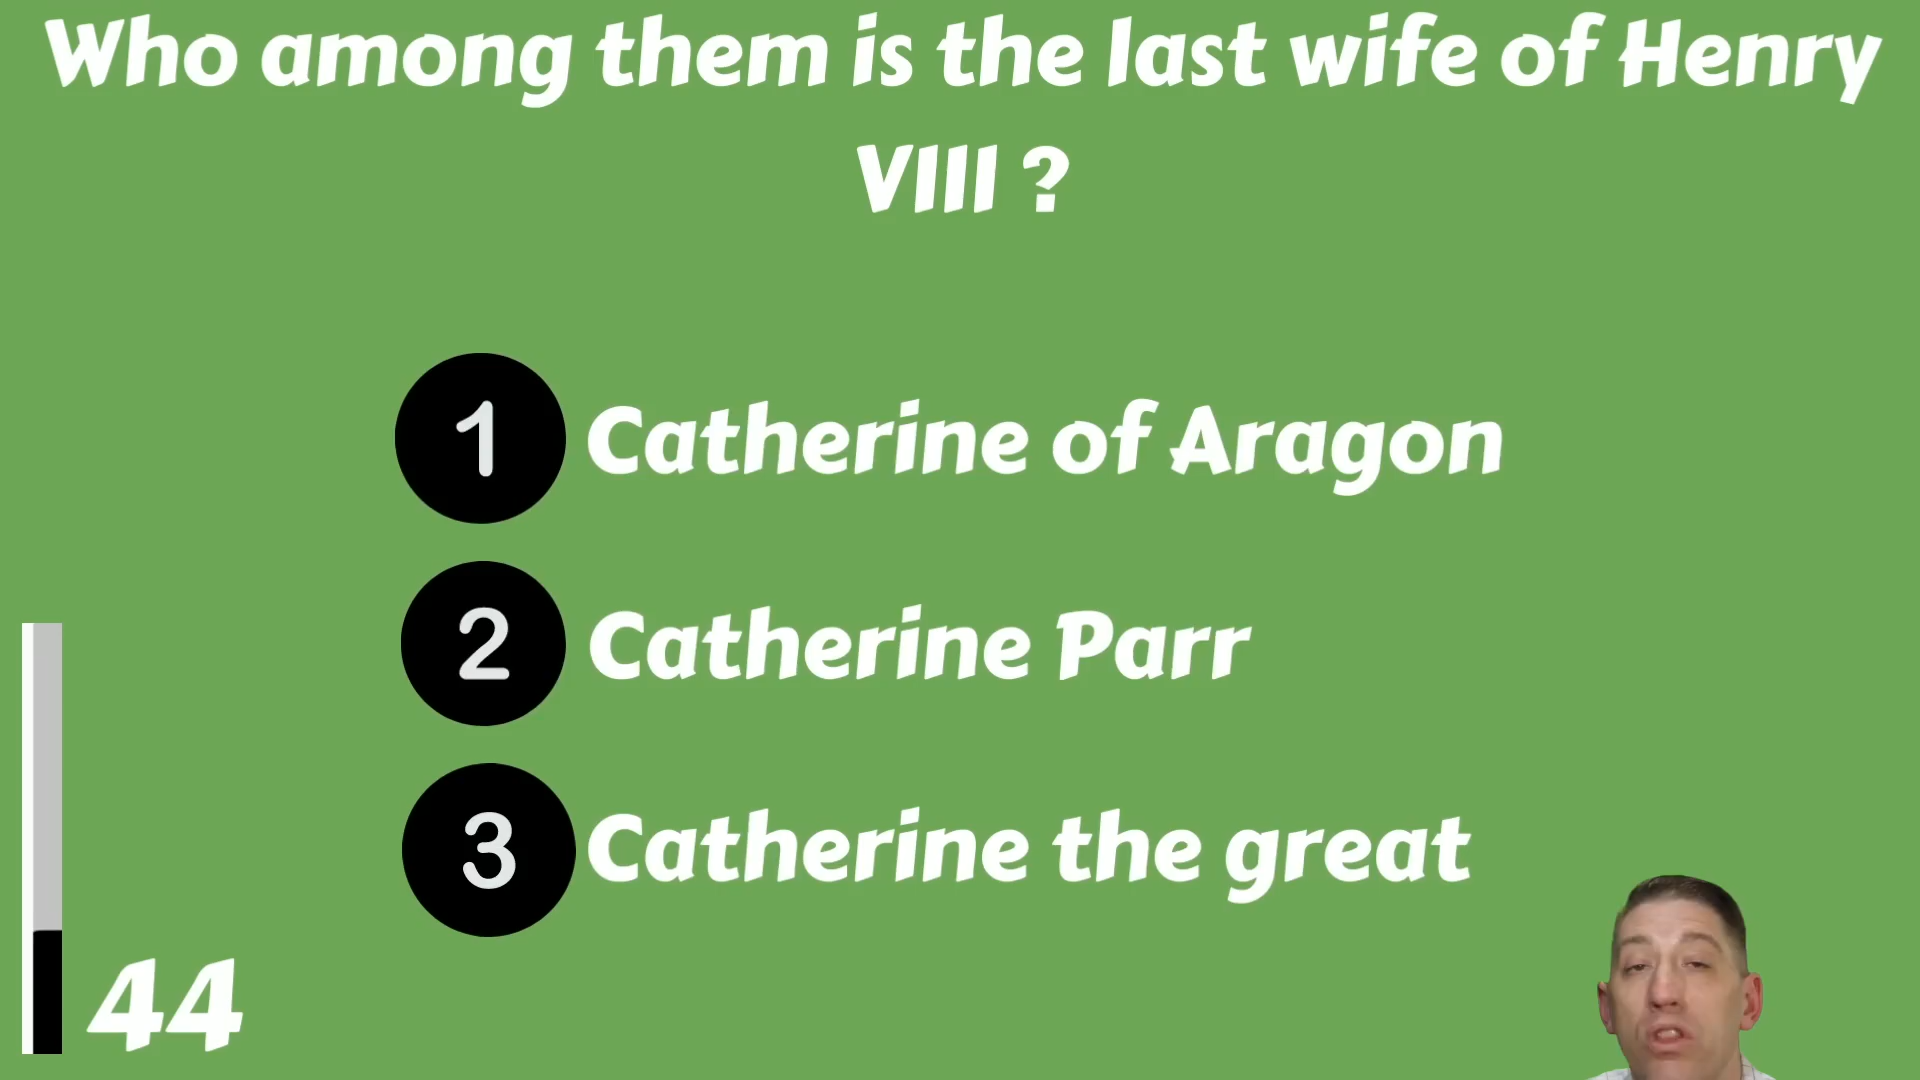 Who among them is the last wife of Henry
VIII ?
1 Catherine of Aragon
2 Catherine Parr
3 Catherine the great
44